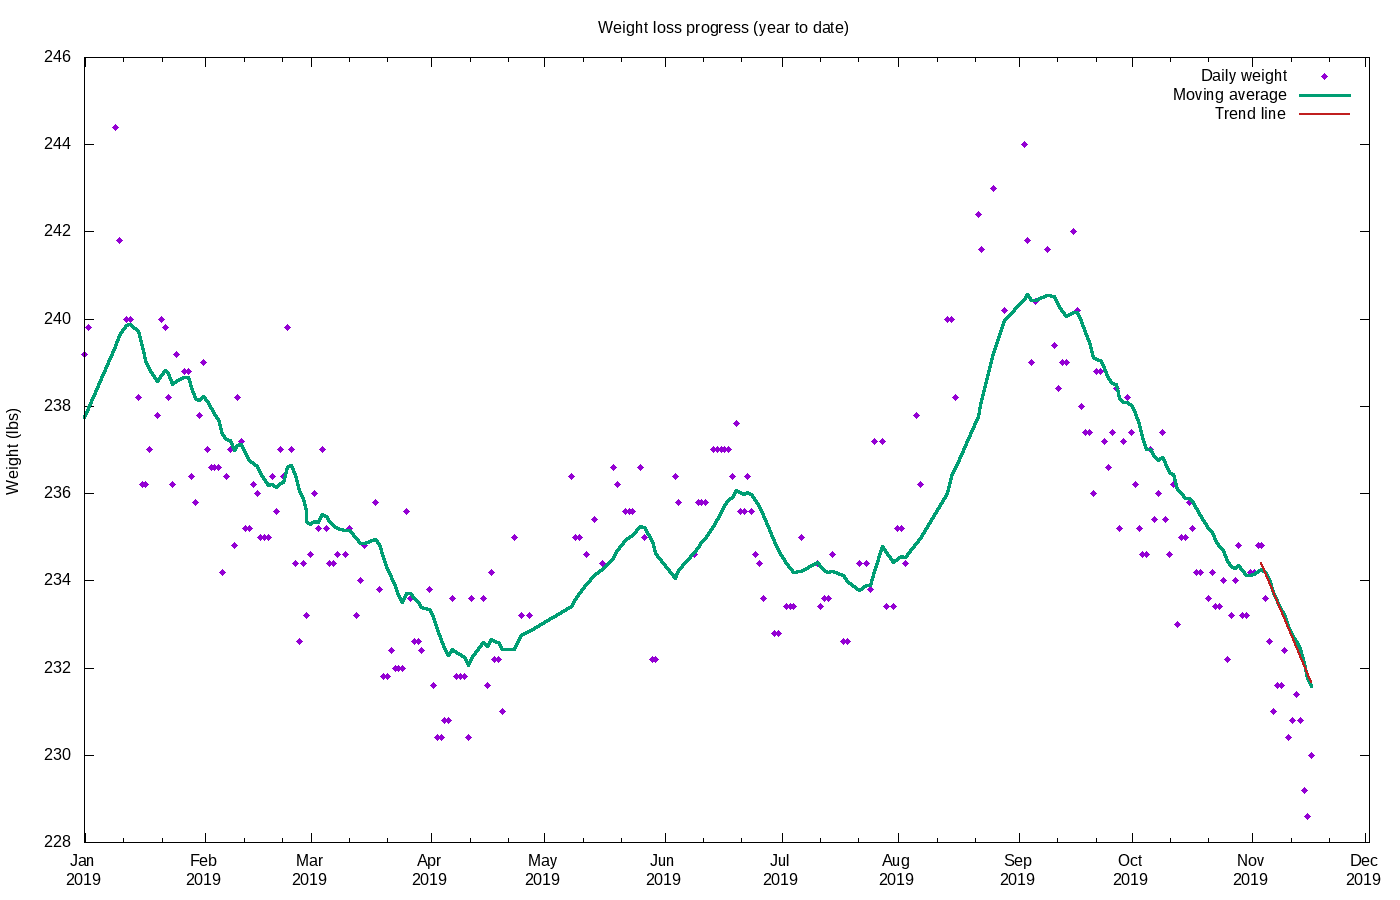 Weight loss progress (year to date)
246
244
242
240
238
236
234
232
230
228
Weight (lbs)
Daily weight
Moving average
Trend line
Jan Feb Mar Apr May Jun Jul Aug Sep Oct Nov Dec
2019 2019 2019 2019 2019 2019 2019 2019 2019 2019 2019 2019